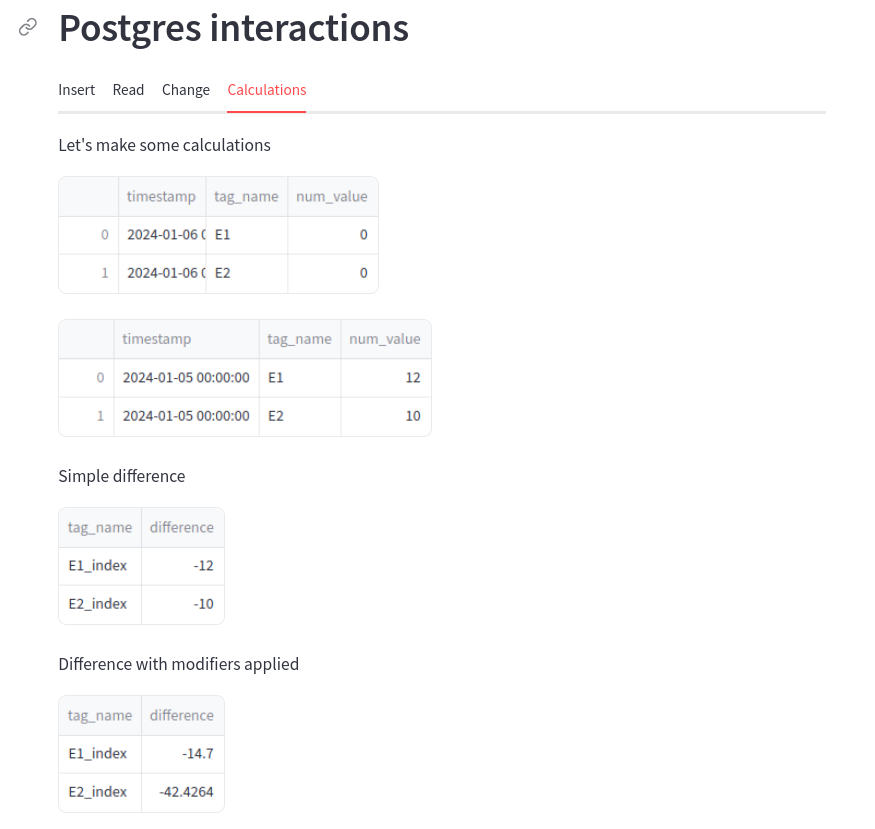 Postgres interactions
Insert Read Change Calculations
Let's make some calculations
timestamp tag_name num_value
0 2024-01-06 0 E1 0
1 2024-01-06 0 E2 0
timestamp tag_name num_value
0 2024-01-05 00:00:00 E1 12
1 2024-01-05 00:00:00 E2 10
Simple difference
tag_name difference
E1_index -12
E2_index -10
Difference with modifiers applied
tag_name difference
E1_index -14.7
E2_index -42.4264